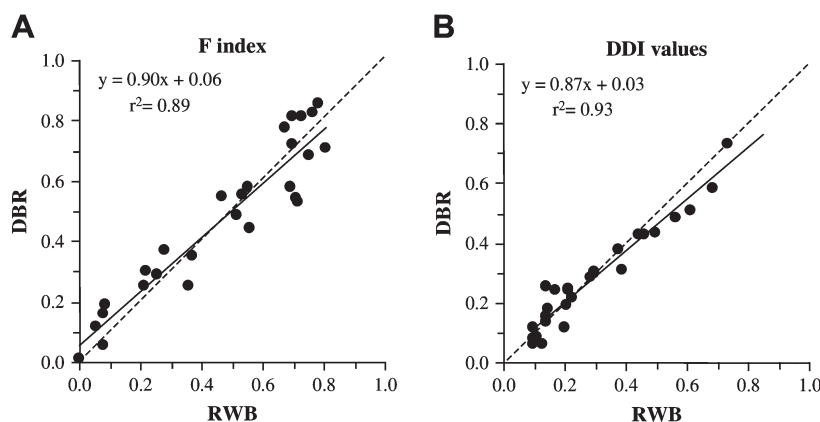 A
F index
y = 0.90x + 0.06
r²= 0.89
1.0
0.8
0.6
0.4
0.2
0.0
DBR
0.0 0.2 0.4 0.6 0.8 1.0
RWB
B
DDI values
y = 0.87x + 0.03
r²= 0.93
1.0
0.8
0.6
0.4
0.2
0.0
DBR
0.0 0.2 0.4 0.6 0.8 1.0
RWB